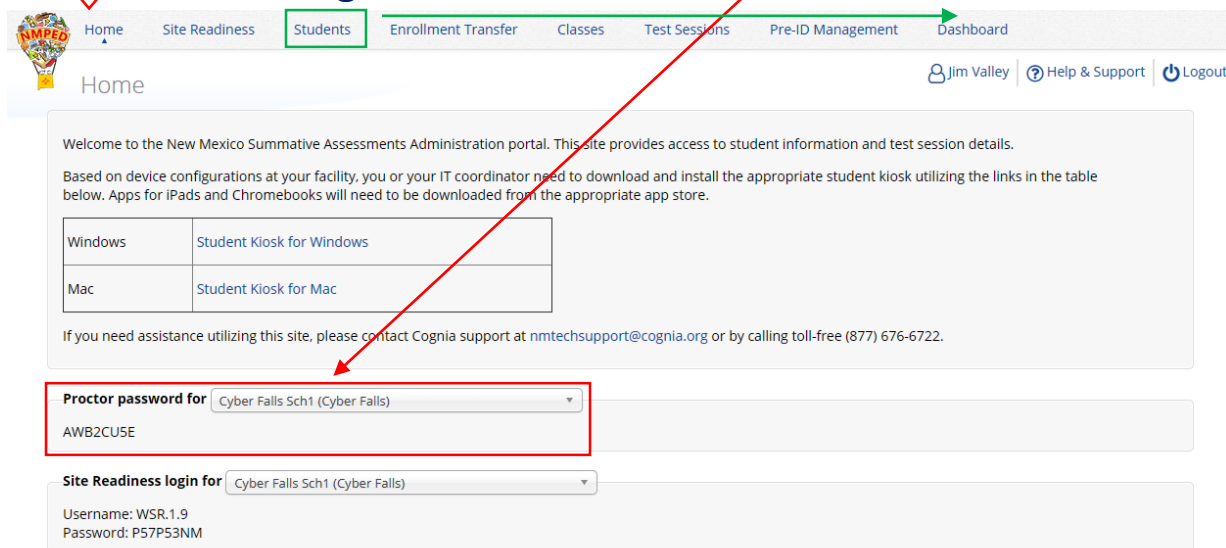 NMPED
Home Site Readiness Students Enrollment Transfer Classes Test Sessions Pre-ID Management Dashboard
Home
Jim Valley ? Help & Support Logout
Welcome to the New Mexico Summative Assessments Administration portal. This site provides access to student information and test session details.
Based on device configurations at your facility, you or your IT coordinator need to download and install the appropriate student kiosk utilizing the links in the table
below. Apps for iPads and Chromebooks will need to be downloaded from the appropriate app store.
Windows Student Kiosk for Windows
Mac Student Kiosk for Mac
If you need assistance utilizing this site, please contact Cognia support at nmtechsupport@cognia.org or by calling toll-free (877) 676-6722.
Proctor password for Cyber Falls Sch1 (Cyber Falls)
AWB2CU5E
Site Readiness login for Cyber Falls Sch1 (Cyber Falls)
Username: WSR.1.9
Password: P57P53NM